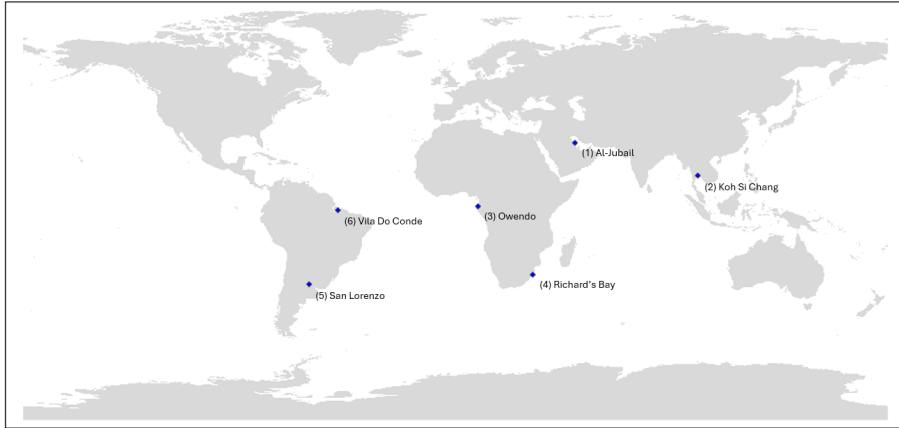 (1) Al-Jubail
(2) Koh Si Chang
(3) Owendo
(6) Vila Do Conde
(4) Richard's Bay
(5) San Lorenzo